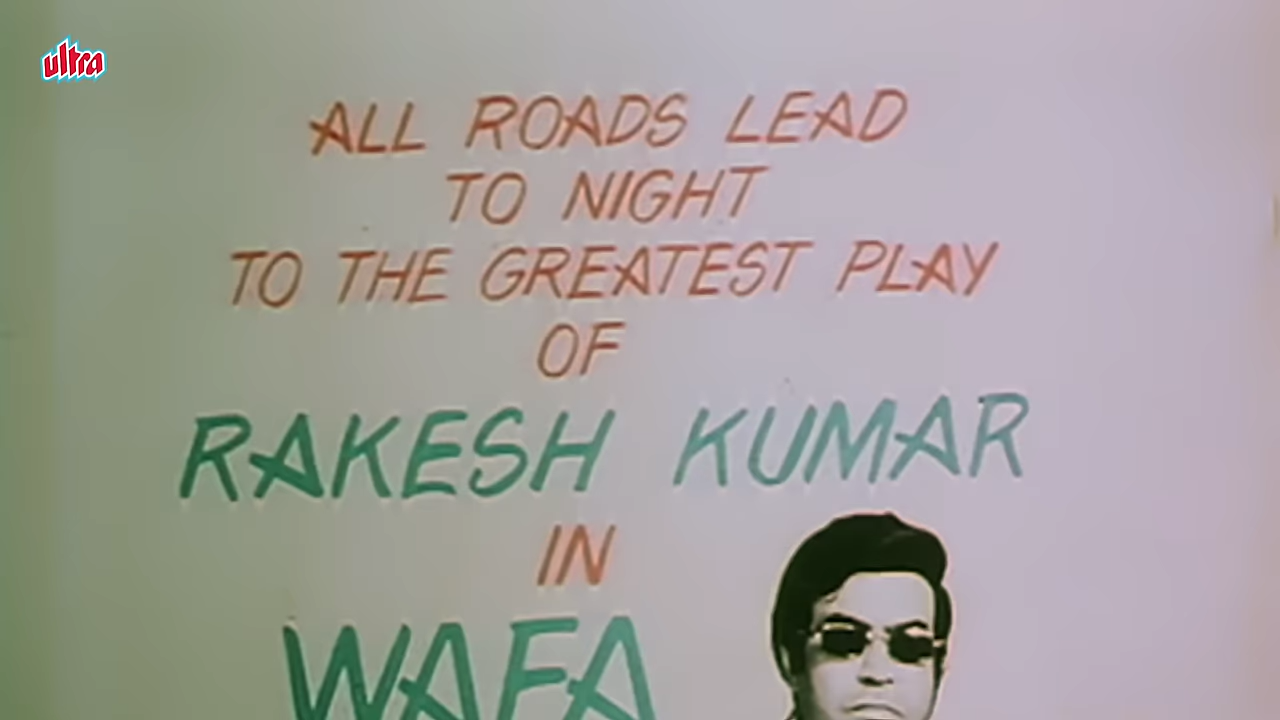 ultra
ALL ROADS LEAD
TO NIGHT
TO THE GREATEST PLAY
OF
RAKESH KUMAR
IN
WAFA